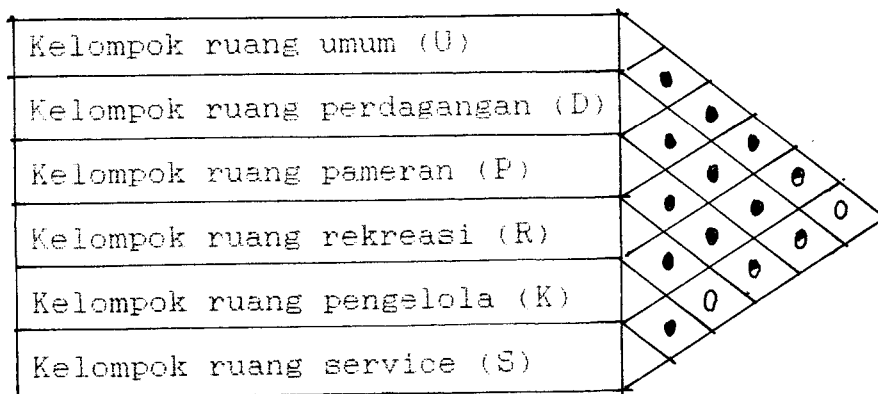 Kelompok ruang umum (U)
Kelompok ruang perdagangan (D)
Kelompok ruang pameran (P)
Kelompok ruang rekreasi (R)
Kelompok ruang pengelola (K)
Kelompok ruang service (S)